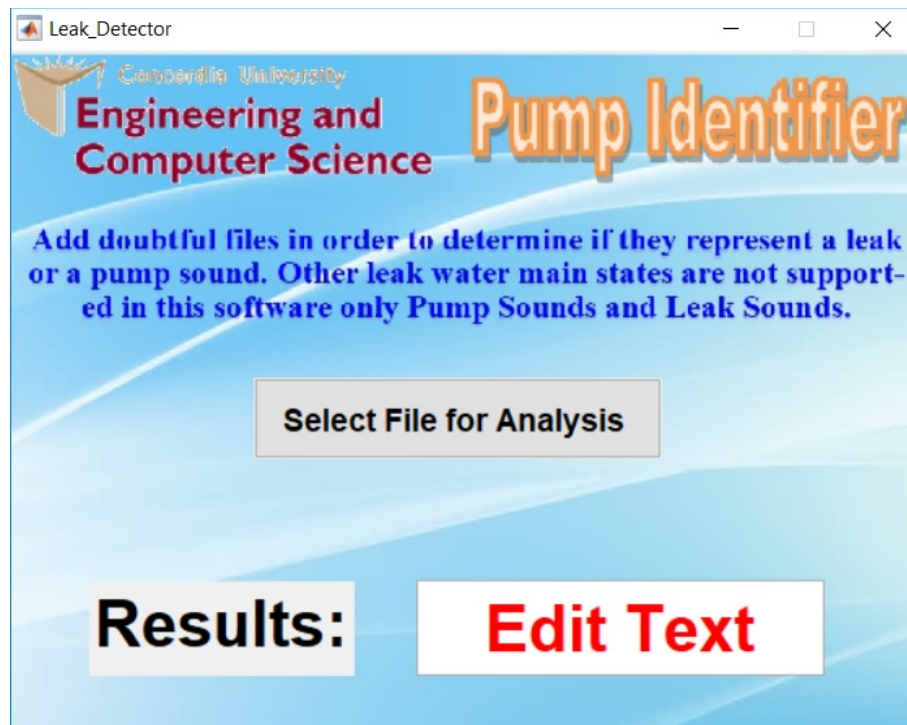 Leak_Detector
Concordia University
Engineering and
Computer Science
Pump Identifier
Add doubtful files in order to determine if they represent a leak
or a pump sound. Other leak water main states are not support-
ed in this software only Pump Sounds and Leak Sounds.
Select File for Analysis
Results:
Edit Text